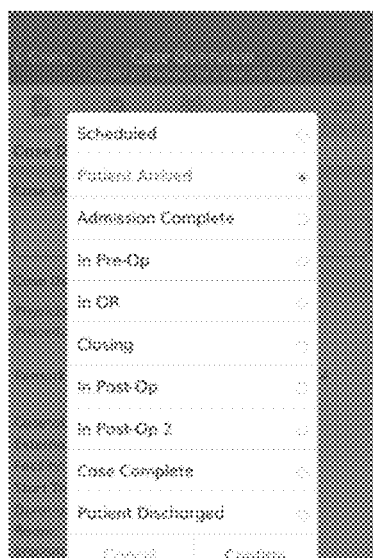 Scheduled
Patient Arrived
Admission Complete
In Pre-Op
In OR
Closing
In Post-Op
In Post-Op 2
Case Complete
Patient Discharged
Cancel Confirm